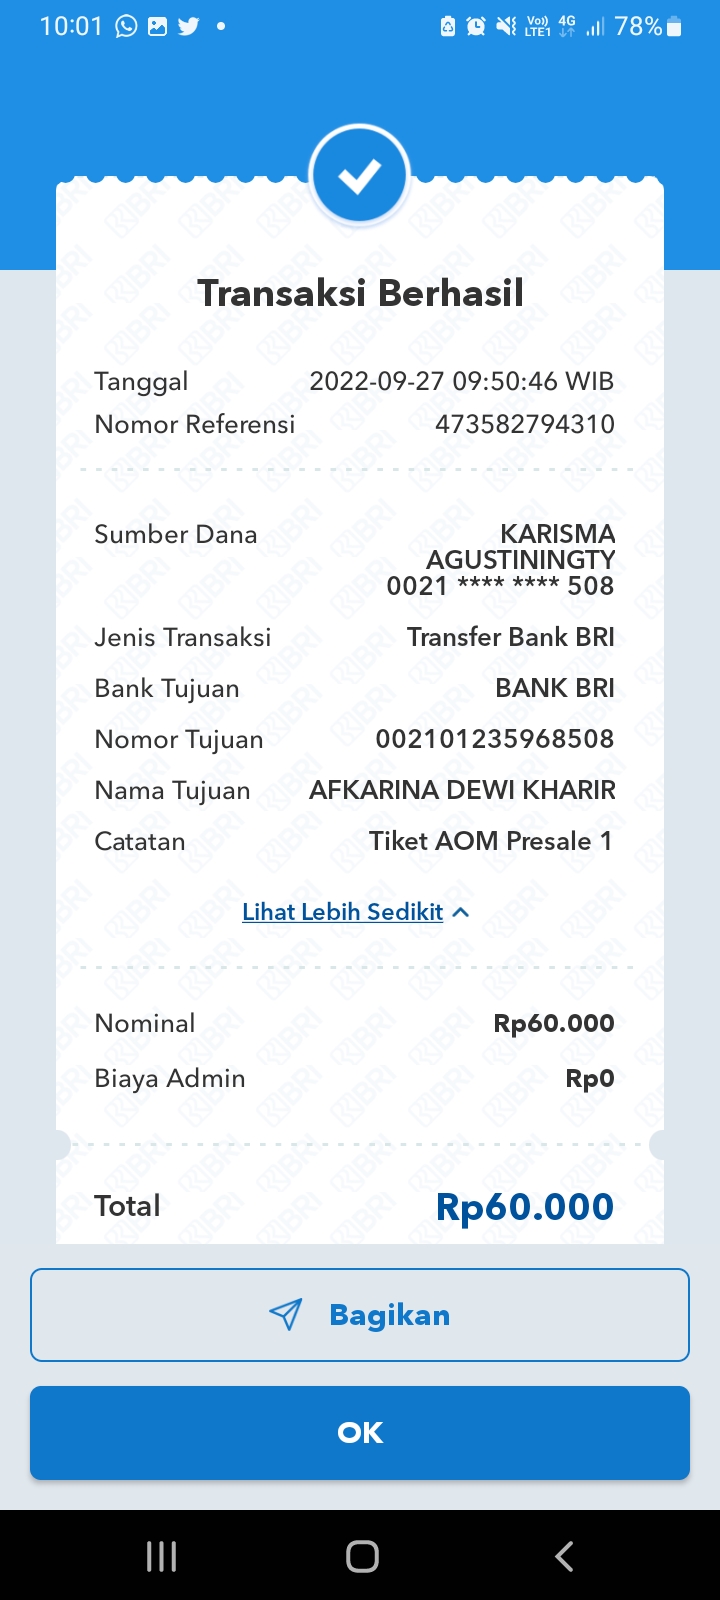 10:01
Vo)) LTE1 4G 78%
Transaksi Berhasil
Tanggal 2022-09-27 09:50:46 WIB
Nomor Referensi 473582794310
Sumber Dana KARISMA
AGUSTININGTY
0021 **** **** 508
Jenis Transaksi Transfer Bank BRI
Bank Tujuan BANK BRI
Nomor Tujuan 002101235968508
Nama Tujuan AFKARINA DEWI KHARIR
Catatan Tiket AOM Presale 1
Lihat Lebih Sedikit
Nominal Rp60.000
Biaya Admin Rp0
Total Rp60.000
Bagikan
OK